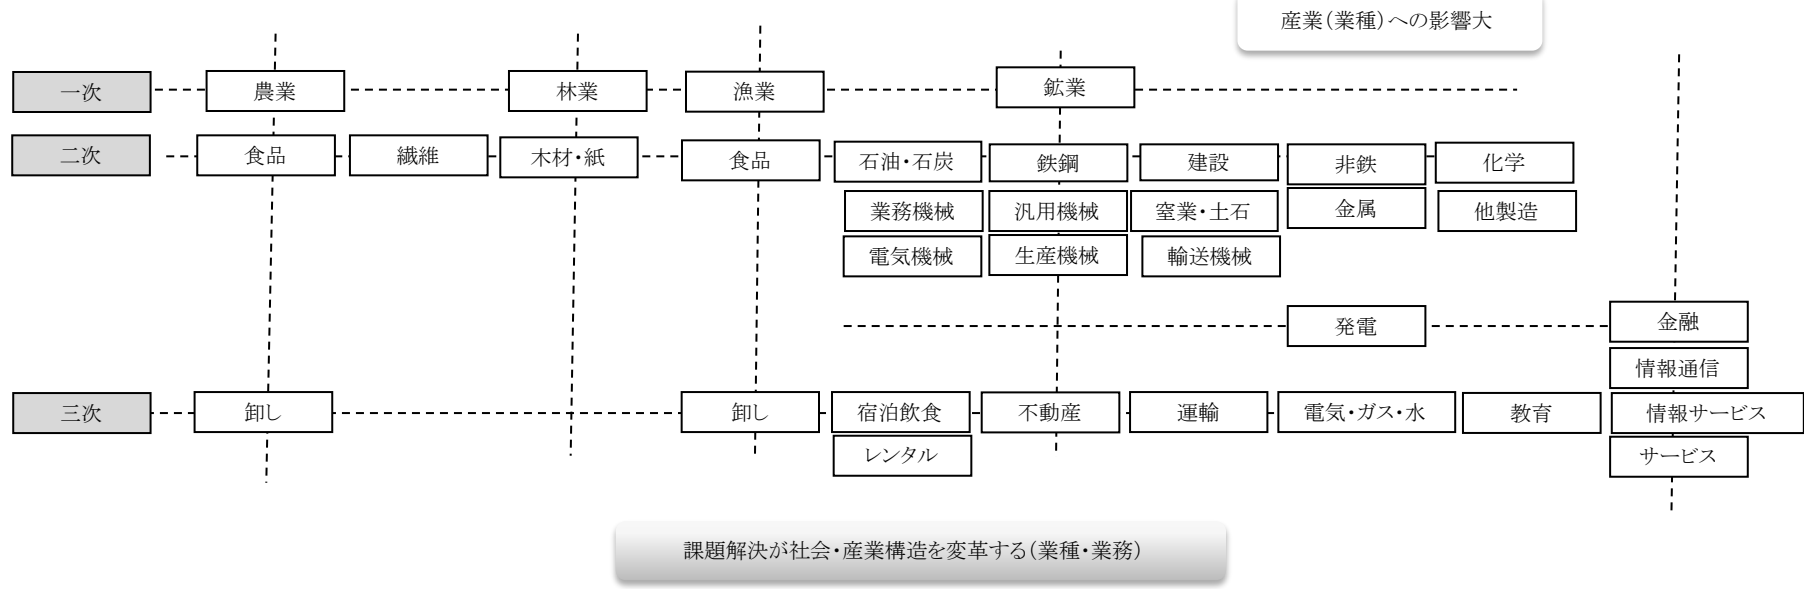 産業(業種)への影響大
一次
農業
林業
漁業
鉱業
二次
食品
繊維
木材・紙
食品
石油・石炭
鉄鋼
建設
非鉄
化学
業務機械
汎用機械
窒業・土石
金属
他製造
電気機械
生産機械
輸送機械
発電
金融
情報通信
三次
卸し
卸し
宿泊飲食
不動産
運輸
電気・ガス・水
教育
情報サービス
レンタル
サービス
課題解決が社会・産業構造を変革する(業種・業務)